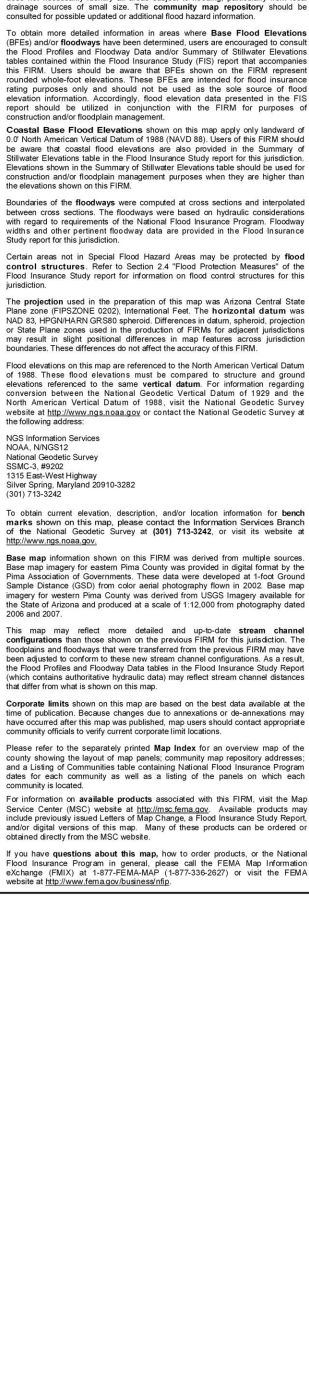 drainage sources of small size. The community map repository should be
consulted for possible updated or additional flood hazard information.
To obtain more detailed information in areas where Base Flood Elevations
(BFEs) and/or floodways have been determined, users are encouraged to consult
the Flood Profiles and Floodway Data and/or Summary of Stillwater Elevations
tables contained within the Flood Insurance Study (FIS) report that accompanies
this FIRM. Users should be aware that BFEs shown on the FIRM represent
rounded whole-foot elevations. These BFEs are intended for flood insurance
rating purposes only and should not be used as the sole source of flood
elevation information. Accordingly, flood elevation data presented in the FIS
report should be utilized in conjunction with the FIRM for purposes of
construction and/or floodplain management.
Coastal Base Flood Elevations shown on this map apply only landward of
0.0' North American Vertical Datum of 1988 (NAVD 88). Users of this FIRM should
be aware that coastal flood elevations are also provided in the Summary of
Stillwater Elevations table in the Flood Insurance Study report for this jurisdiction.
Elevations shown in the Summary of Stillwater Elevations table should be used for
construction and/or floodplain management purposes when they are higher than
the elevations shown on this FIRM.
Boundaries of the floodways were computed at cross sections and interpolated
between cross sections. The floodways were based on hydraulic considerations
with regard to requirements of the National Flood Insurance Program. Floodway
widths and other pertinent floodway data are provided in the Flood Insurance
Study report for this jurisdiction.
Certain areas not in Special Flood Hazard Areas may be protected by flood
control structures. Refer to Section 2.4 "Flood Protection Measures" of the
Flood Insurance Study report for information on flood control structures for this
jurisdiction.
The projection used in the preparation of this map was Arizona Central State
Plane zone (FIPSZONE 0202), International Feet. The horizontal datum was
NAD 83, HPGN/HARN GRS80 spheroid. Differences in datum, spheroid, projection
or State Plane zones used in the production of FIRMs for adjacent jurisdictions
may result in slight positional differences in map features across jurisdiction
boundaries. These differences do not affect the accuracy of this FIRM.
Flood elevations on this map are referenced to the North American Vertical Datum
of 1988. These flood elevations must be compared to structure and ground
elevations referenced to the same vertical datum. For information regarding
conversion between the National Geodetic Vertical Datum of 1929 and the
North American Vertical Datum of 1988, visit the National Geodetic Survey
website at http://www.ngs.noaa.gov or contact the National Geodetic Survey at
the following address:
NGS Information Services
NOAA, N/NGS12
National Geodetic Survey
SSMC-3, #9202
1315 East-West Highway
Silver Spring, Maryland 20910-3282
(301) 713-3242
To obtain current elevation, description, and/or location information for bench
marks shown on this map, please contact the Information Services Branch
of the National Geodetic Survey at (301) 713-3242, or visit its website at
http://www.ngs.noaa.gov.
Base map information shown on this FIRM was derived from multiple sources.
Base map imagery for eastern Pima County was provided in digital format by the
Pima Association of Governments. These data were developed at 1-foot Ground
Sample Distance (GSD) from color aerial photography flown in 2002. Base map
imagery for western Pima County was derived from USGS Imagery available for
the State of Arizona and produced at a scale of 1:12,000 from photography dated
2006 and 2007.
This map may reflect more detailed and up-to-date stream channel
configurations than those shown on the previous FIRM for this jurisdiction. The
floodplains and floodways that were transferred from the previous FIRM may have
been adjusted to conform to these new stream channel configurations. As a result,
the Flood Profiles and Floodway Data tables in the Flood Insurance Study Report
(which contains authoritative hydraulic data) may reflect stream channel distances
that differ from what is shown on this map.
Corporate limits shown on this map are based on the best data available at the
time of publication. Because changes due to annexations or de-annexations may
have occurred after this map was published, map users should contact appropriate
community officials to verify current corporate limit locations.
Please refer to the separately printed Map Index for an overview map of the
county showing the layout of map panels; community map repository addresses;
and a Listing of Communities table containing National Flood Insurance Program
dates for each community as well as a listing of the panels on which each
community is located.
For information on available products associated with this FIRM, visit the Map
Service Center (MSC) website at http://msc.fema.gov. Available products may
include previously issued Letters of Map Change, a Flood Insurance Study Report,
and/or digital versions of this map. Many of these products can be ordered or
obtained directly from the MSC website.
If you have questions about this map, how to order products, or the National
Flood Insurance Program in general, please call the FEMA Map Information
eXchange (FMIX) at 1-877-FEMA-MAP (1-877-336-2627) or visit the FEMA
website at http://www.fema.gov/business/nfip.